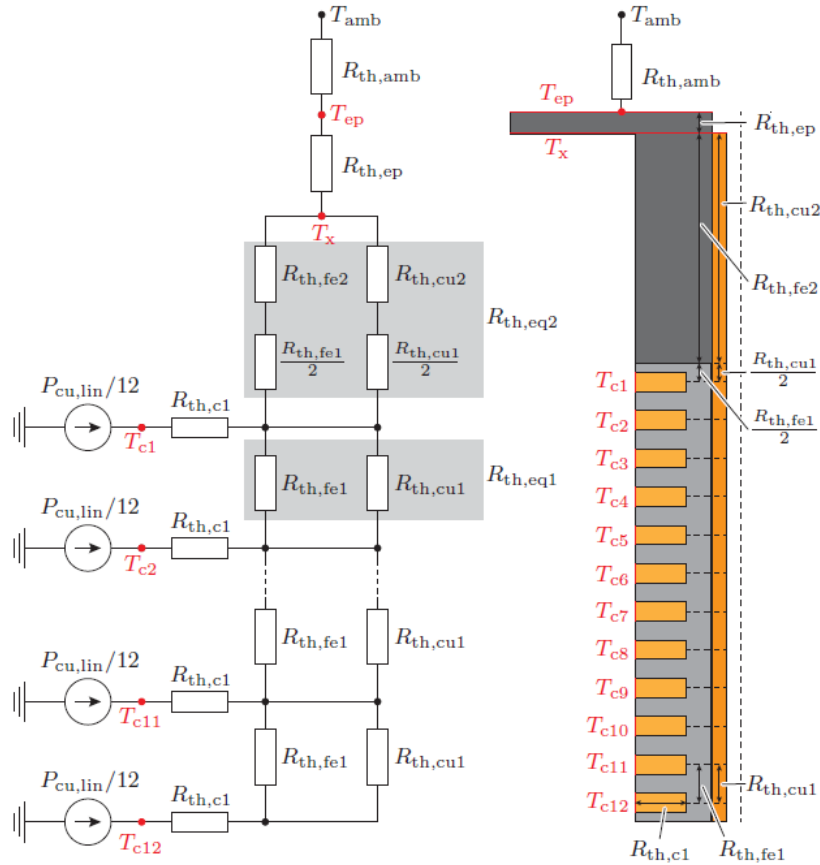 T_amb
R_th,amb
T_ep
R_th,ep
T_x
R_th,fe2
R_th,cu2
R_th,eq2
R_th,fe1/2
R_th,cu1/2
P_cu,lin/12
R_th,c1
T_c1
R_th,fe1
R_th,cu1
R_th,eq1
P_cu,lin/12
R_th,c1
T_c2
R_th,fe1
R_th,cu1
P_cu,lin/12
R_th,c1
T_c11
R_th,fe1
R_th,cu1
P_cu,lin/12
R_th,c1
T_c12
T_amb
R_th,amb
T_ep
R_th,ep
T_x
R_th,cu2
R_th,fe2
R_th,cu1/2
R_th,fe1/2
T_c1
T_c2
T_c3
T_c4
T_c5
T_c6
T_c7
T_c8
T_c9
T_c10
T_c11
T_c12
R_th,cu1
R_th,c1
R_th,fe1